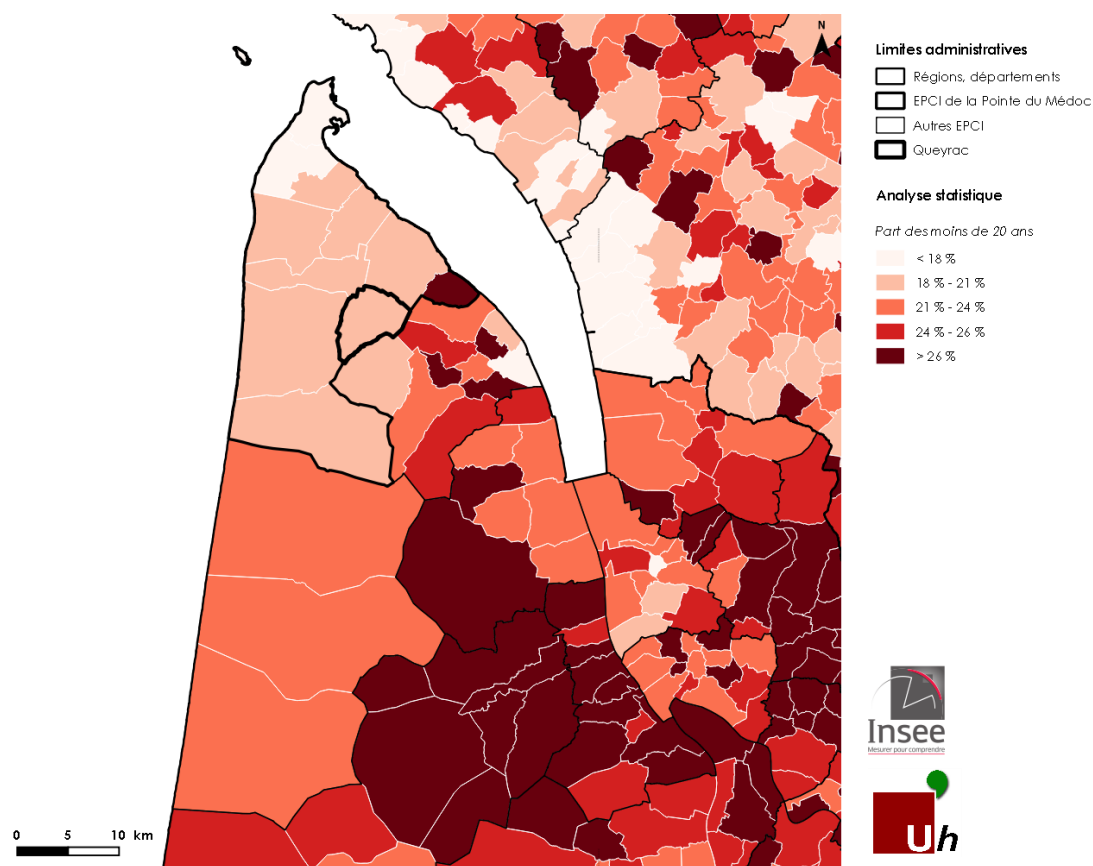 N
Limites administratives
Régions, départements
EPCI de la Pointe du Médoc
Autres EPCI
Queyrac
Analyse statistique
Part des moins de 20 ans
< 18 %
18 % - 21 %
21 % - 24 %
24 % - 26 %
> 26 %
Insee
Mesurer pour comprendre
Uh
0 5 10 km